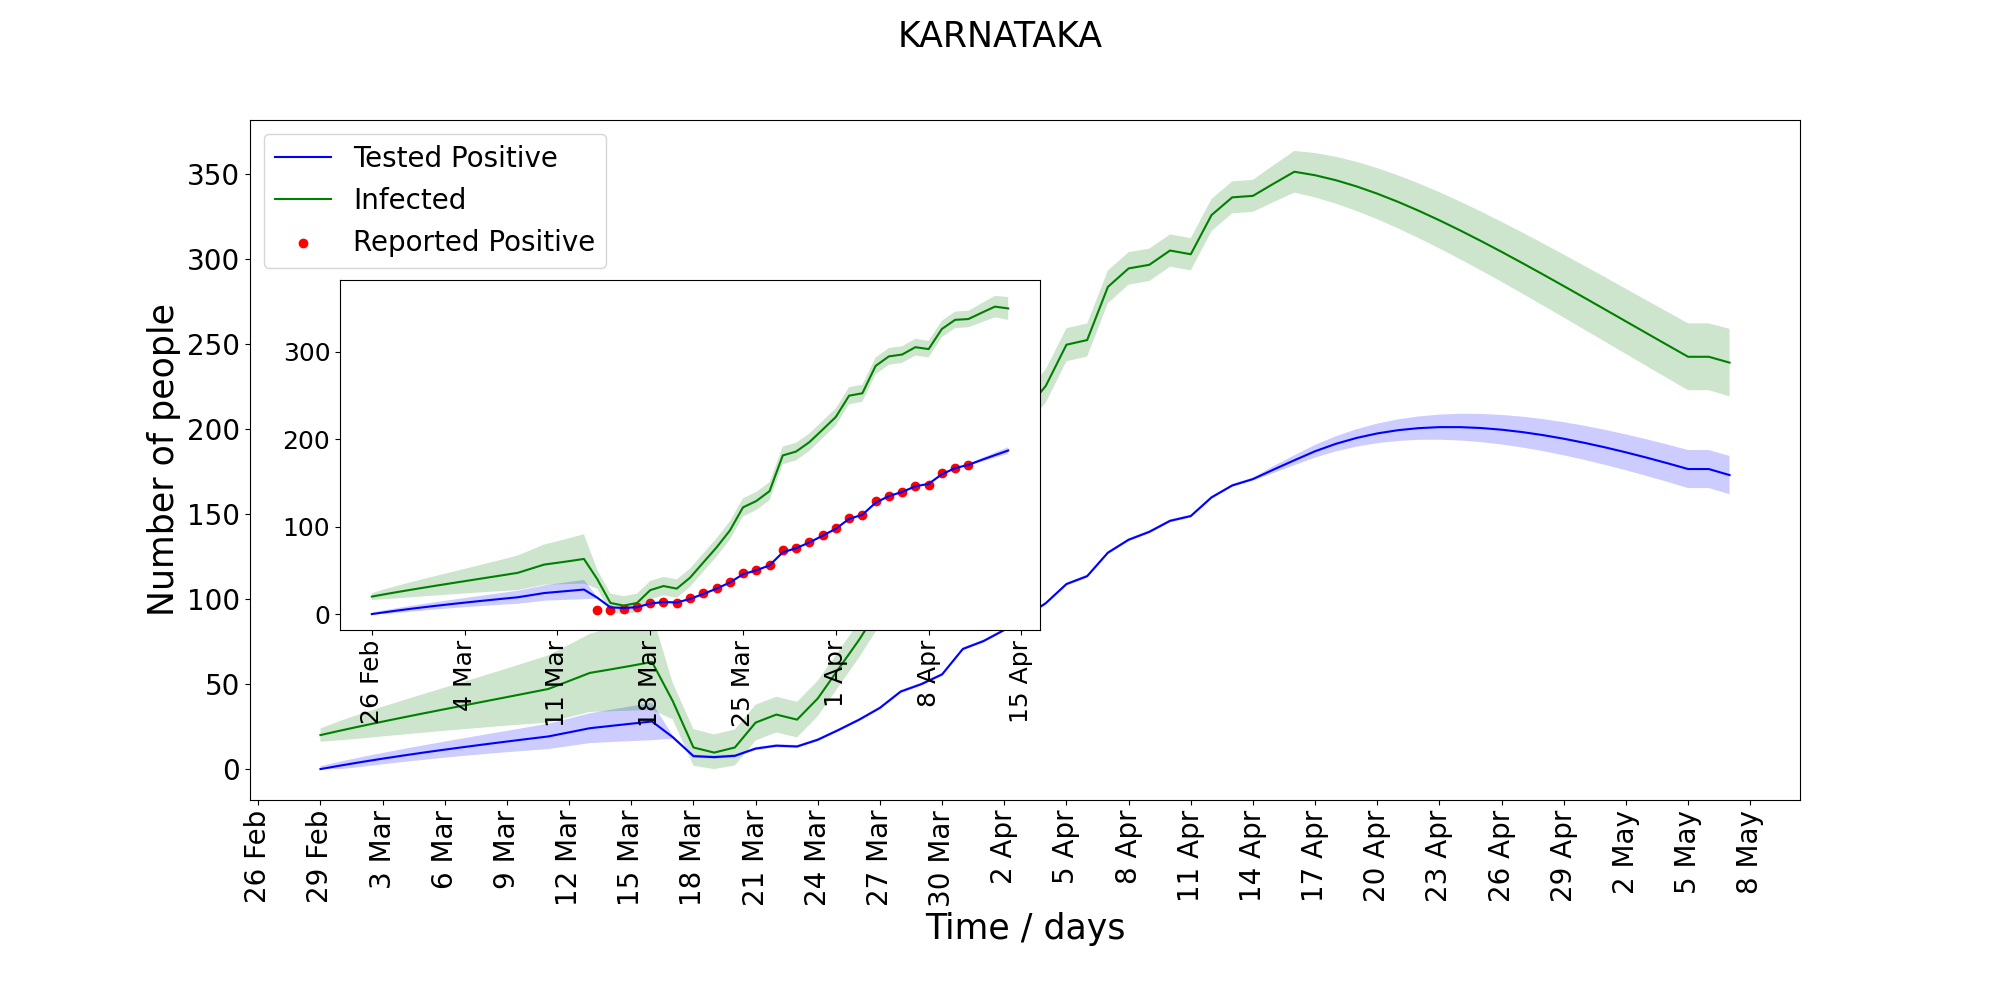 KARNATAKA
Tested Positive
Infected
Reported Positive
Number of people
350
300
250
200
150
100
50
0
300
200
100
0
26 Feb
4 Mar
11 Mar
18 Mar
25 Mar
1 Apr
8 Apr
15 Apr
26 Feb
29 Feb
3 Mar
6 Mar
9 Mar
12 Mar
15 Mar
18 Mar
21 Mar
24 Mar
27 Mar
30 Mar
2 Apr
5 Apr
8 Apr
11 Apr
14 Apr
17 Apr
20 Apr
23 Apr
26 Apr
29 Apr
2 May
5 May
8 May
Time / days